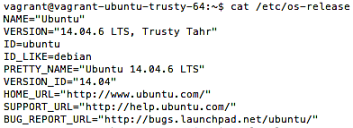 vagrant@vagrant-ubuntu-trusty-64:~$ cat /etc/os-release
NAME="Ubuntu"
VERSION="14.04.6 LTS, Trusty Tahr"
ID=ubuntu
ID_LIKE=debian
PRETTY_NAME="Ubuntu 14.04.6 LTS"
VERSION_ID="14.04"
HOME_URL="http://www.ubuntu.com/"
SUPPORT_URL="http://help.ubuntu.com/"
BUG_REPORT_URL="http://bugs.launchpad.net/ubuntu/"